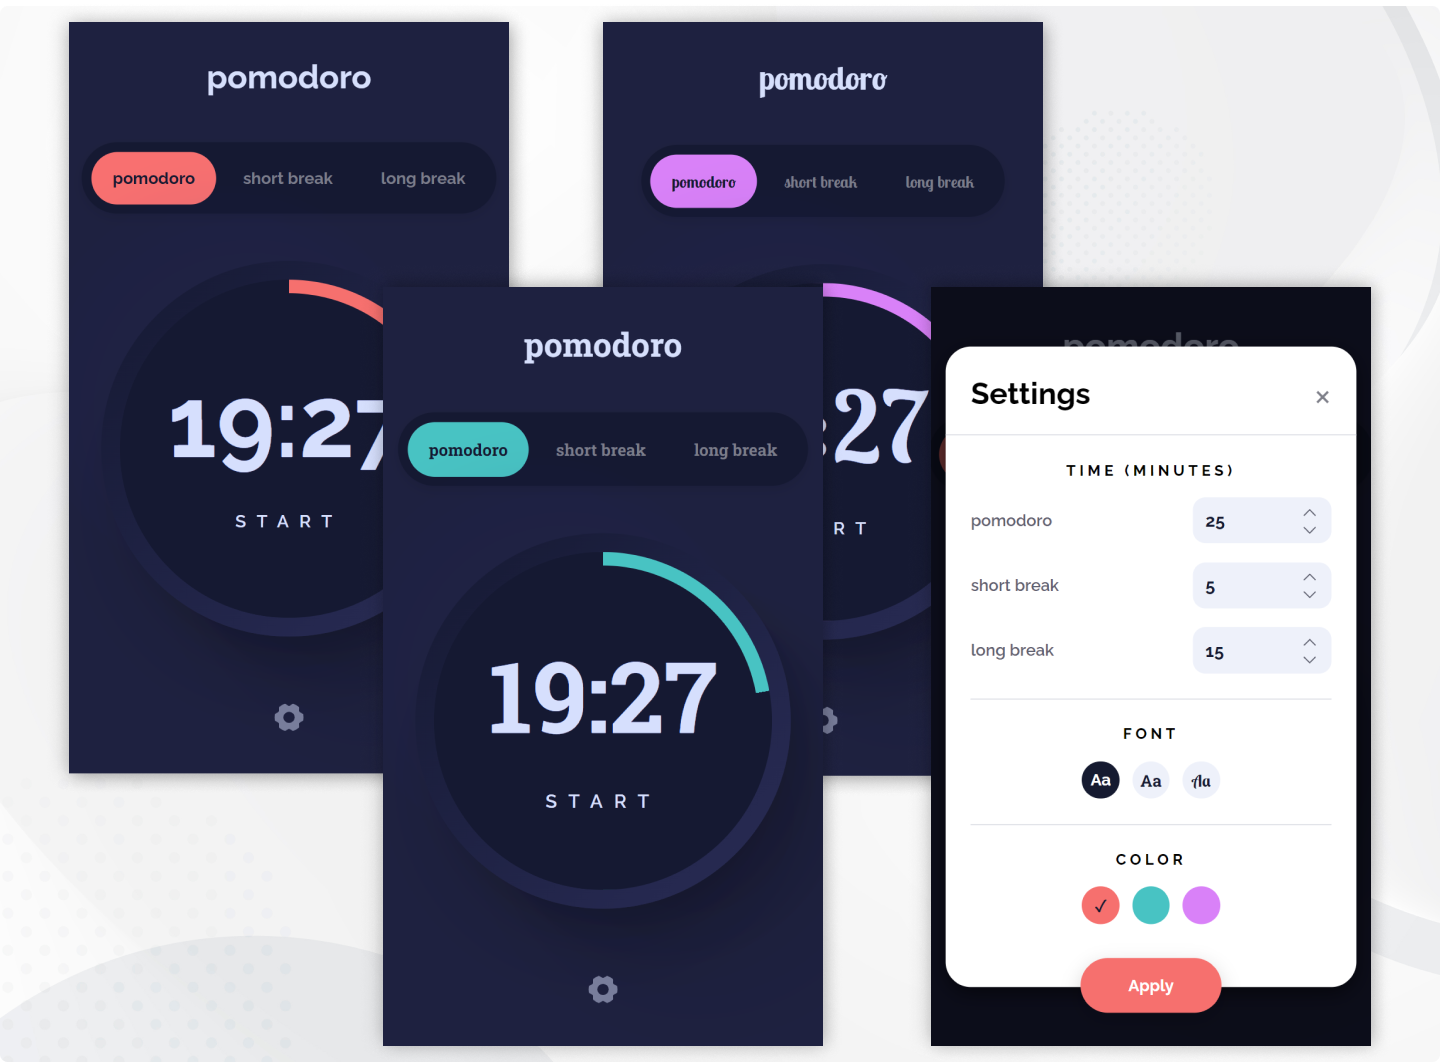 pomodoro
pomodoro short break long break
19:27
START
pomodoro
pomodoro short break long break
:27
RT
pomodoro
pomodoro short break long break
19:27
START
pomodoro
Settings ×
TIME (MINUTES)
pomodoro 25
short break 5
long break 15
FONT
Aa Aa Aa
COLOR
Apply